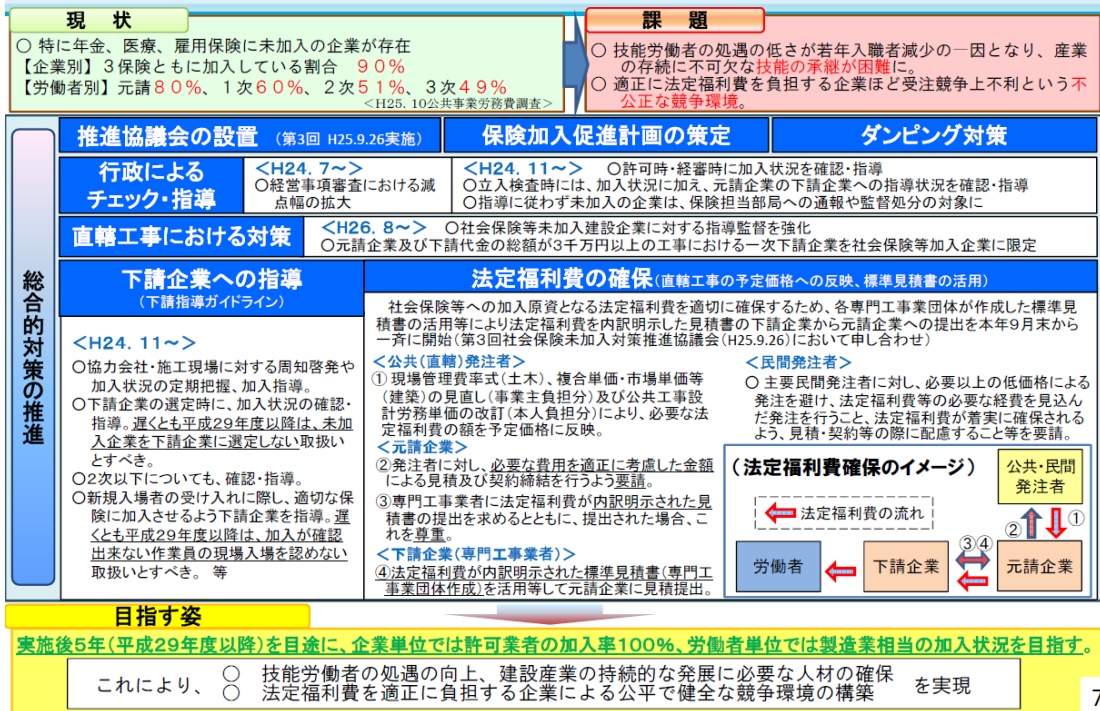 現 状
○ 特に年金、医療、雇用保険に未加入の企業が存在
【企業別】３保険ともに加入している割合 ９０％
【労働者別】元請８０％、１次６０％、２次５１％、３次４９％
＜H25．10公共事業労務費調査＞
課 題
○ 技能労働者の処遇の低さが若年入職者減少の一因となり、産業
の存続に不可欠な技能の承継が困難に。
○ 適正に法定福利費を負担する企業ほど受注競争上不利という不
公正な競争環境。
総合的対策の推進
推進協議会の設置 （第3回 H25.9.26実施）
保険加入促進計画の策定
ダンピング対策
行政による
チェック・指導
＜H24．7～＞
○経営事項審査における減
点幅の拡大
＜H24．11～＞ ○許可時・経審時に加入状況を確認・指導
○立入検査時には、加入状況に加え、元請企業の下請企業への指導状況を確認・指導
○指導に従わず未加入の企業は、保険担当部局への通報や監督処分の対象に
直轄工事における対策
＜H26．8～＞ ○社会保険等未加入建設企業に対する指導監督を強化
○元請企業及び下請代金の総額が3千万円以上の工事における一次下請企業を社会保険等加入企業に限定
下請企業への指導
（下請指導ガイドライン）
＜H24．11～＞
○協力会社・施工現場に対する周知啓発や
加入状況の定期把握、加入指導。
○下請企業の選定時に、加入状況の確認・
指導。遅くとも平成29年度以降は、未加
入企業を下請企業に選定しない取扱い
とすべき。
○2次以下についても、確認・指導。
○新規入場者の受け入れに際し、適切な保
険に加入させるよう下請企業を指導。遅
くとも平成29年度以降は、加入が確認
出来ない作業員の現場入場を認めない
取扱いとすべき。 等
法定福利費の確保（直轄工事の予定価格への反映、標準見積書の活用）
社会保険等への加入原資となる法定福利費を適切に確保するため、各専門工事業団体が作成した標準見
積書の活用等により法定福利費を内訳明示した見積書の下請企業から元請企業への提出を本年9月末から
一斉に開始（第3回社会保険未加入対策推進協議会（H25.9.26）において申し合わせ）
＜公共（直轄）発注者＞
① 現場管理費率式（土木）、複合単価・市場単価等
（建築）の見直し（事業主負担分）及び公共工事設
計労務単価の改訂（本人負担分）により、必要な法
定福利費の額を予定価格に反映。
＜元請企業＞
②発注者に対し、必要な費用を適正に考慮した金額
による見積及び契約締結を行うよう要請。
③専門工事業者に法定福利費が内訳明示された見
積書の提出を求めるとともに、提出された場合、こ
れを尊重。
＜下請企業（専門工事業者）＞
④法定福利費が内訳明示された標準見積書（専門工
事業団体作成）を活用等して元請企業に見積提出。
＜民間発注者＞
○ 主要民間発注者に対し、必要以上の低価格による
発注を避け、法定福利費等の必要な経費を見込ん
だ発注を行うこと、法定福利費が着実に確保される
よう、見積・契約等の際に配慮すること等を要請。
（法定福利費確保のイメージ）
公共・民間
発注者
法定福利費の流れ
② ①
③④
労働者
下請企業
元請企業
目指す姿
実施後5年（平成29年度以降）を目途に、企業単位では許可業者の加入率100％、労働者単位では製造業相当の加入状況を目指す。
これにより、
○ 技能労働者の処遇の向上、建設産業の持続的な発展に必要な人材の確保
○ 法定福利費を適正に負担する企業による公平で健全な競争環境の構築
を実現
7